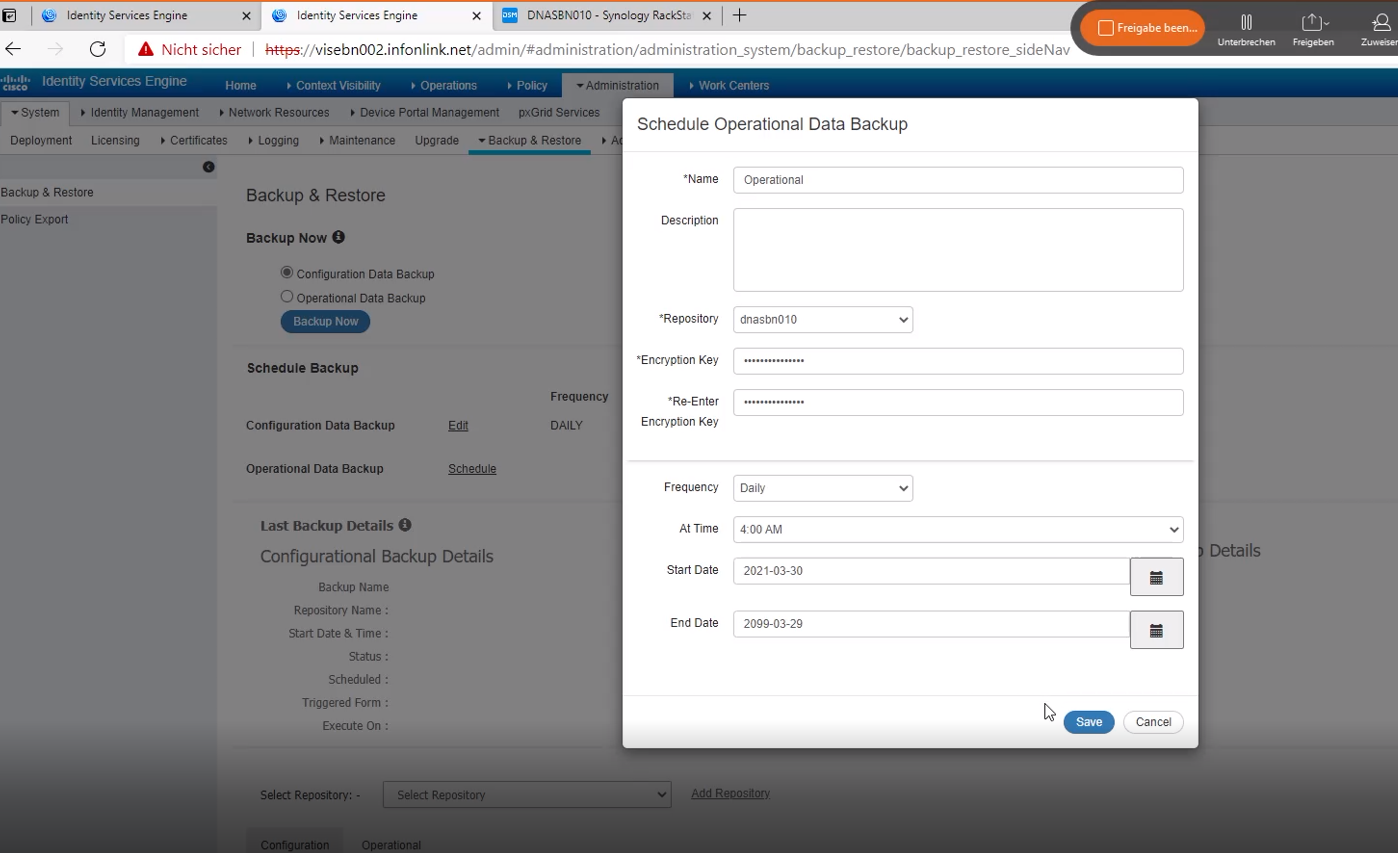 Identity Services Engine
Identity Services Engine
DSM DNASBN010 - Synology RackSta
Freigabe been...
Unterbrechen
Freigeben
Zuweisen
Nicht sicher https://visebn002.infonlink.net/admin/#administration/administration_system/backup_restore/backup_restore_sideNav
cisco Identity Services Engine
Home Context Visibility Operations Policy Administration Work Centers
System Identity Management Network Resources Device Portal Management pxGrid Services
Deployment Licensing Certificates Logging Maintenance Upgrade Backup & Restore
Backup & Restore
Policy Export
Backup & Restore
Backup Now
Configuration Data Backup
Operational Data Backup
Backup Now
Schedule Backup
Frequency
Configuration Data Backup Edit DAILY
Operational Data Backup Schedule
Last Backup Details
Configurational Backup Details
Backup Name
Repository Name :
Start Date & Time :
Status :
Scheduled :
Triggered Form :
Execute On :
Select Repository: - Select Repository Add Repository
Configuration Operational
Schedule Operational Data Backup
*Name Operational
Description
*Repository dnasbn010
*Encryption Key •••••••••••••••
*Re-Enter •••••••••••••••
Encryption Key
Frequency Daily
At Time 4:00 AM
Start Date 2021-03-30
End Date 2099-03-29
Save Cancel
Details